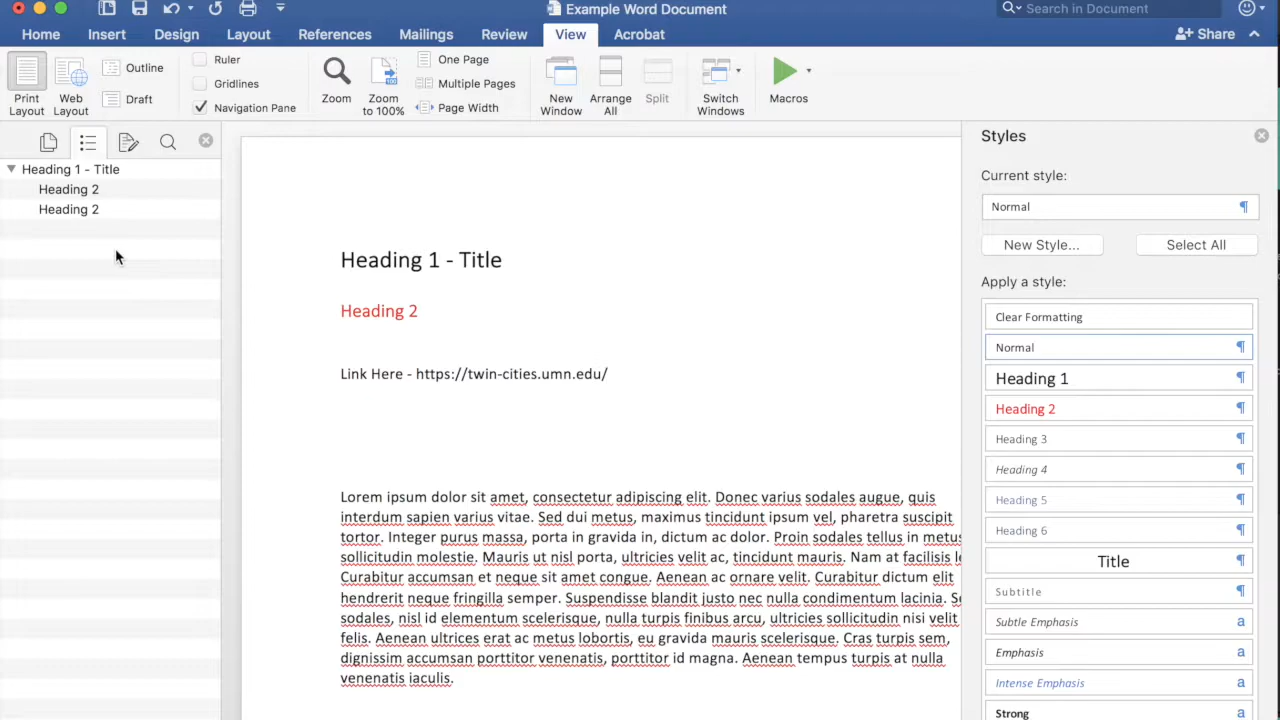 Example Word Document
Search in Document
Home Insert Design Layout References Mailings Review View Acrobat Share
Print Layout
Web Layout
Outline
Draft
Ruler
Gridlines
Navigation Pane
Zoom
Zoom to 100%
One Page
Multiple Pages
Page Width
New Window
Arrange All
Split
Switch Windows
Macros
Heading 1 - Title
Heading 2
Heading 2
Heading 1 - Title
Heading 2
Link Here - https://twin-cities.umn.edu/
Lorem ipsum dolor sit amet, consectetur adipiscing elit. Donec varius sodales augue, quis
interdum sapien varius vitae. Sed dui metus, maximus tincidunt ipsum vel, pharetra suscipit
tortor. Integer purus massa, porta in gravida in, dictum ac dolor. Proin sodales tellus in metus
sollicitudin molestie. Mauris ut nisl porta, ultricies velit ac, tincidunt mauris. Nam at facilisis
Curabitur accumsan et neque sit amet congue. Aenean ac ornare velit. Curabitur dictum elit
hendrerit neque fringilla semper. Suspendisse blandit justo nec nulla condimentum lacinia.
sodales, nisl id elementum scelerisque, nulla turpis finibus arcu, ultricies sollicitudin nisi velit
felis. Aenean ultrices erat ac metus lobortis, eu gravida mauris scelerisque. Cras turpis sem,
dignissim accumsan porttitor venenatis, porttitor id magna. Aenean tempus turpis at nulla
venenatis iaculis.
Styles
Current style:
Normal ¶
New Style... Select All
Apply a style:
Clear Formatting
Normal ¶
Heading 1 ¶
Heading 2 ¶
Heading 3 ¶
Heading 4 ¶
Heading 5 ¶
Heading 6 ¶
Title ¶
Subtitle ¶
Subtle Emphasis a
Emphasis a
Intense Emphasis a
Strong a